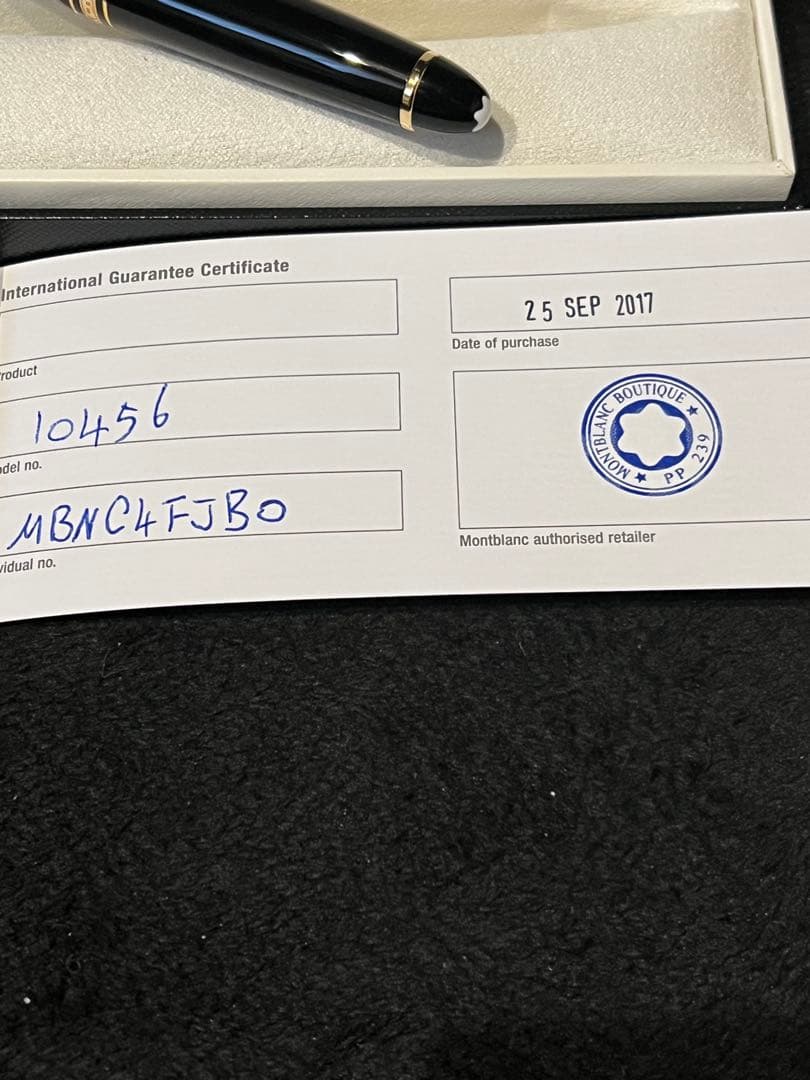 International Guarantee Certificate
roduct
10456
del no.
MBNC4FJB0
vidual no.
25 SEP 2017
Date of purchase
MONTBLANC BOUTIQUE
PP 239
Montblanc authorised retailer